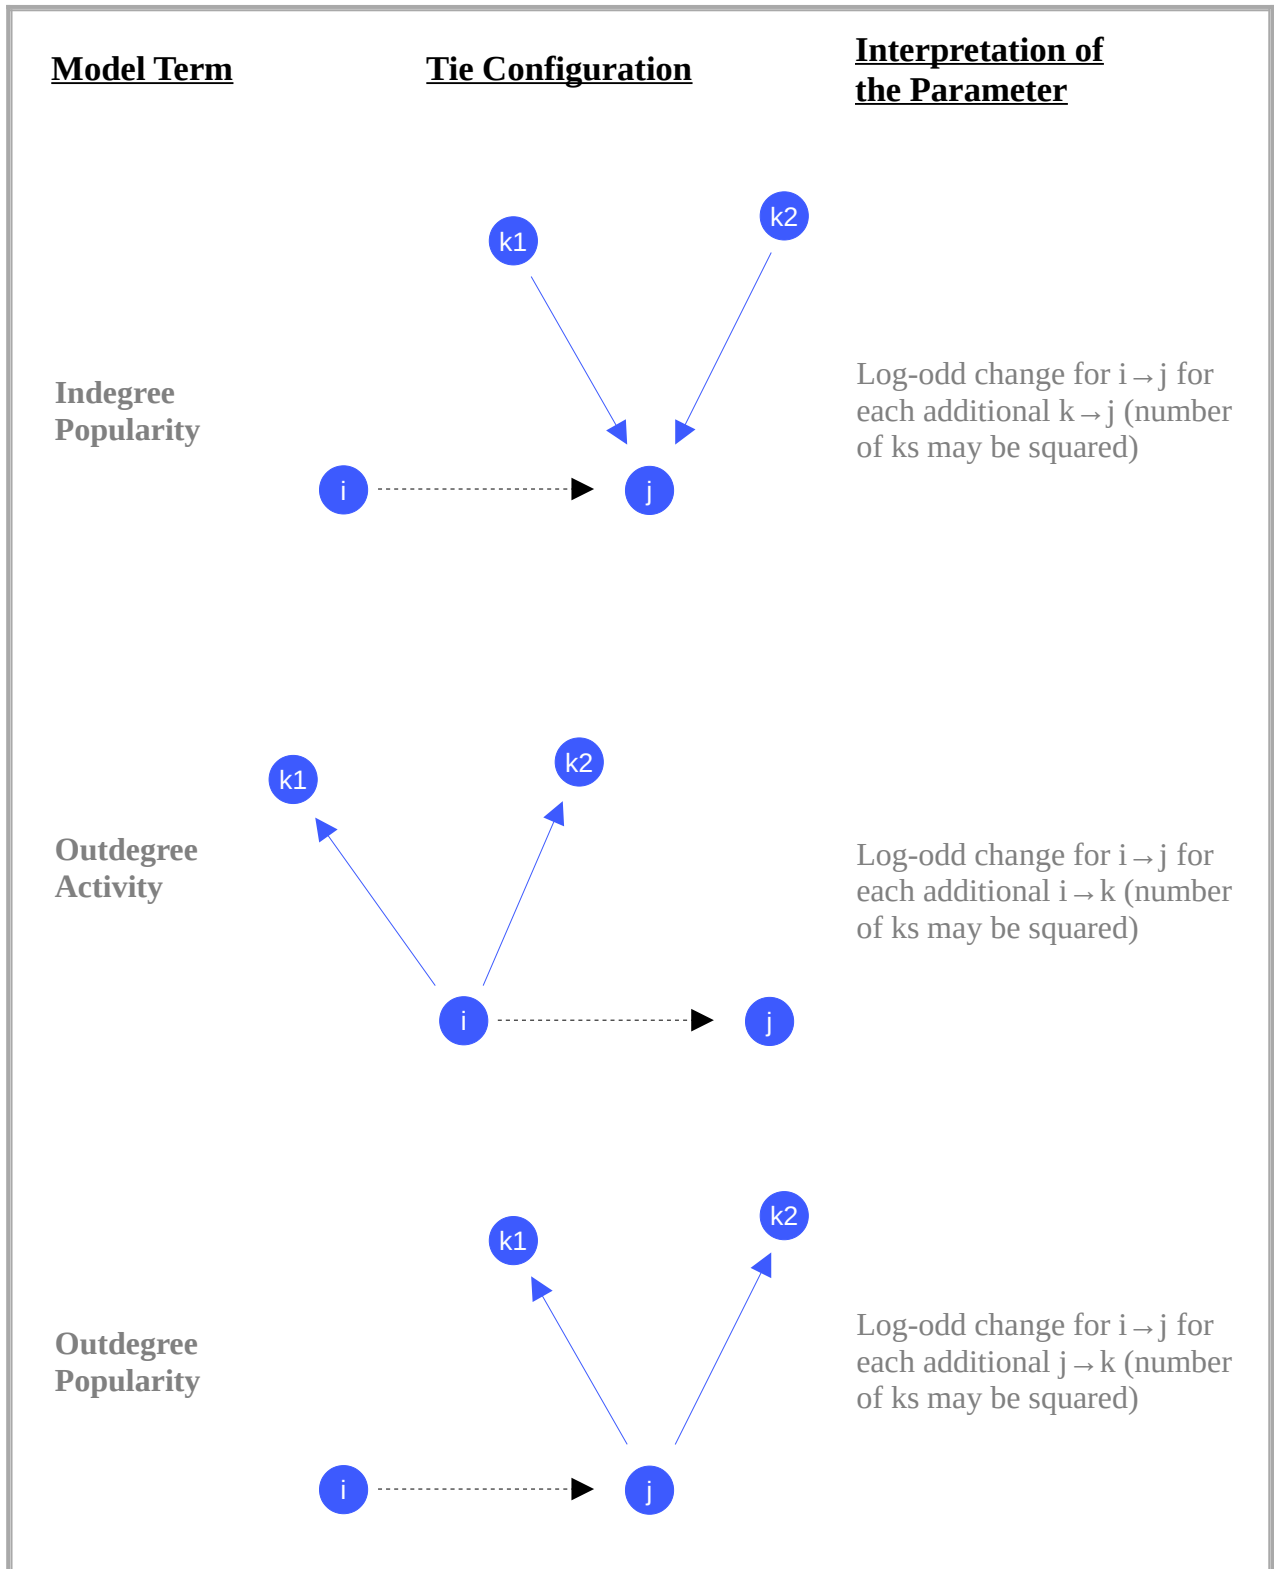 Model Term
Tie Configuration
Interpretation of
the Parameter
k1
k2
Indegree
Popularity
Log-odd change for i→j for
each additional k→j (number
of ks may be squared)
i
j
k1
k2
Outdegree
Activity
Log-odd change for i→j for
each additional i→k (number
of ks may be squared)
i
j
k1
k2
Outdegree
Popularity
Log-odd change for i→j for
each additional j→k (number
of ks may be squared)
i
j